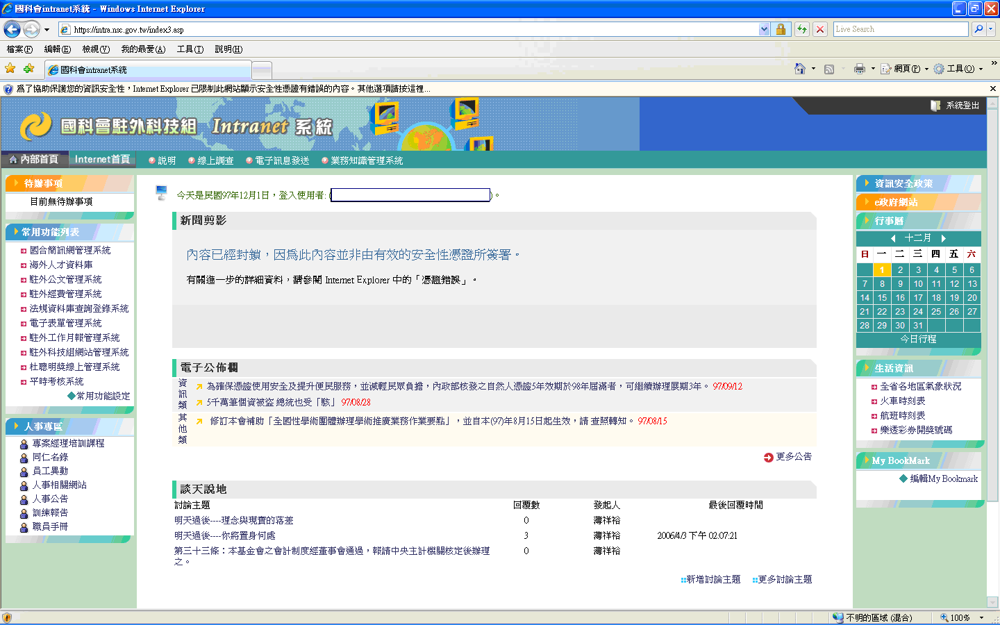 國科會intranet系統 - Windows Internet Explorer
https://intra.nsc.gov.tw/index3.asp
Live Search
檔案(F) 編輯(E) 檢視(V) 我的最愛(A) 工具(T) 說明(H)
國科會intranet系統
網頁(P) 工具(O)
為了協助保護您的資訊安全性，Internet Explorer 已限制此網站顯示安全性憑證有錯誤的內容。其他選項請按這裡...
系統登出
國科會駐外科技組 Intranet 系統
內部首頁 Internet首頁 說明 線上調查 電子訊息發送 業務知識管理系統
待辦事項
目前無待辦事項
常用功能列表
國合簡訊網管理系統
海外人才資料庫
駐外公文管理系統
駐外經費管理系統
法規資料庫查詢登錄系統
電子表單管理系統
駐外工作月報管理系統
駐外科技組網站管理系統
杜聰明獎線上管理系統
平時考核系統
◆常用功能設定
人事專區
專案經理培訓課程
同仁名錄
員工異動
人事相關網站
人事公告
訓練報告
職員手冊
今天是民國97年12月1日，登入使用者: ( )。
新聞剪影
內容已經封鎖，因為此內容並非由有效的安全性憑證所簽署。
有關進一步的詳細資料，請參閱 Internet Explorer 中的「憑證錯誤」。
電子公佈欄
資訊類
為確保憑證使用安全及提升便民服務，並減輕民眾負擔，內政部核發之自然人憑證5年效期於98年屆滿者，可繼續辦理展期3年。 97/09/12
5千萬筆個資被盜 總統也受「駭」 97/08/28
其他類
修訂本會補助「全國性學術團體辦理學術推廣業務作業要點」，並自本(97)年8月15日起生效，請 查照轉知。 97/08/15
更多公告
談天說地
討論主題 回覆數 發起人 最後回覆時間
明天過後----理念與現實的落差 0 薄祥裕
明天過後----你將置身何處 3 薄祥裕 2006/4/3 下午 02:07:21
第三十三條：本基金會之會計制度經董事會通過，報請中央主計機關核定後辦理
之。 0 薄祥裕
新增討論主題 更多討論主題
資訊安全政策
e政府網站
行事曆
十二月
日 一 二 三 四 五 六
1 2 3 4 5 6
7 8 9 10 11 12 13
14 15 16 17 18 19 20
21 22 23 24 25 26 27
28 29 30 31
今日行程
生活資訊
全省各地區氣象狀況
火車時刻表
航班時刻表
樂透彩券開獎號碼
My BookMark
◆ 編輯My Bookmark
不明的區域 (混合) 100%